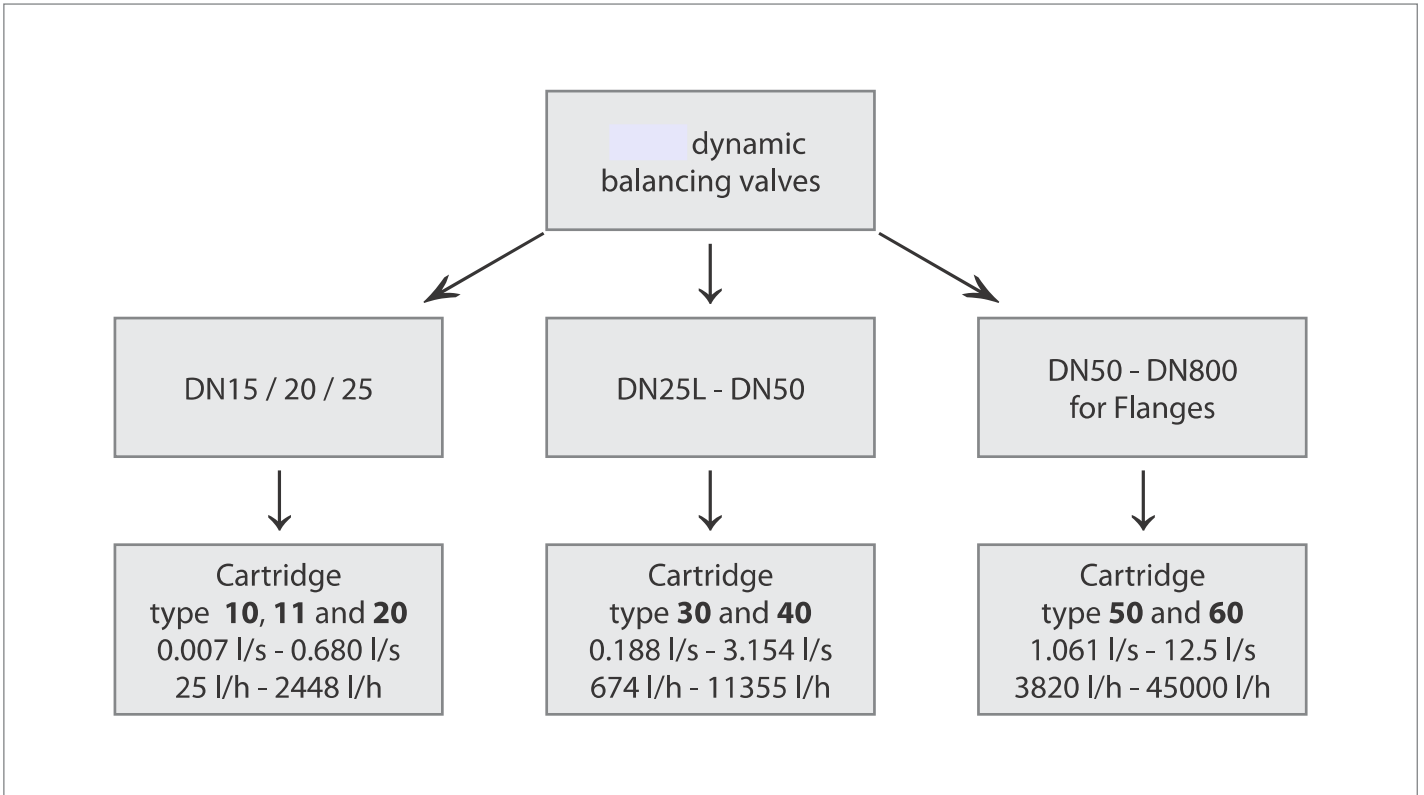 dynamic
balancing valves
DN15 / 20 / 25
DN25L - DN50
DN50 - DN800
for Flanges
Cartridge
type 10, 11 and 20
0.007 l/s - 0.680 l/s
25 l/h - 2448 l/h
Cartridge
type 30 and 40
0.188 l/s - 3.154 l/s
674 l/h - 11355 l/h
Cartridge
type 50 and 60
1.061 l/s - 12.5 l/s
3820 l/h - 45000 l/h